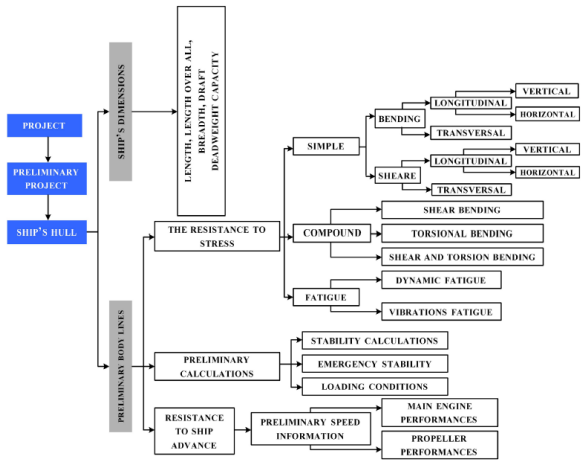 PROJECT
PRELIMINARY
PROJECT
SHIP'S HULL
SHIP'S DIMENSIONS
LENGTH, LENGTH OVER ALL,
BREADTH, DRAFT
DEADWEIGHT CAPACITY
PRELIMINARY BODY LINES
THE RESISTANCE TO
STRESS
SIMPLE
BENDING
LONGITUDINAL
VERTICAL
HORIZONTAL
TRANSVERSAL
SHEARE
LONGITUDINAL
VERTICAL
HORIZONTAL
TRANSVERSAL
COMPOUND
SHEAR BENDING
TORSIONAL BENDING
SHEAR AND TORSION BENDING
FATIGUE
DYNAMIC FATIGUE
VIBRATIONS FATIGUE
PRELIMINARY
CALCULATIONS
STABILITY CALCULATIONS
EMERGENCY STABILITY
LOADING CONDITIONS
RESISTANCE
TO SHIP
ADVANCE
PRELIMINARY SPEED
INFORMATION
MAIN ENGINE
PERFORMANCES
PROPELLER
PERFORMANCES